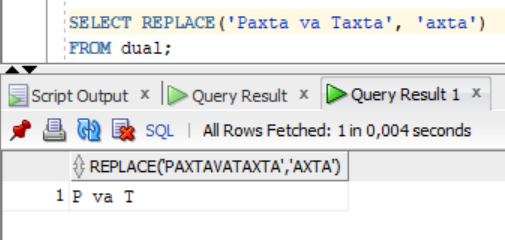 SELECT REPLACE('Paxta va Taxta', 'axta')
FROM dual;
Script Output x Query Result x Query Result 1 x
SQL | All Rows Fetched: 1 in 0,004 seconds
REPLACE('PAXTAVATAXTA','AXTA')
1 P va T